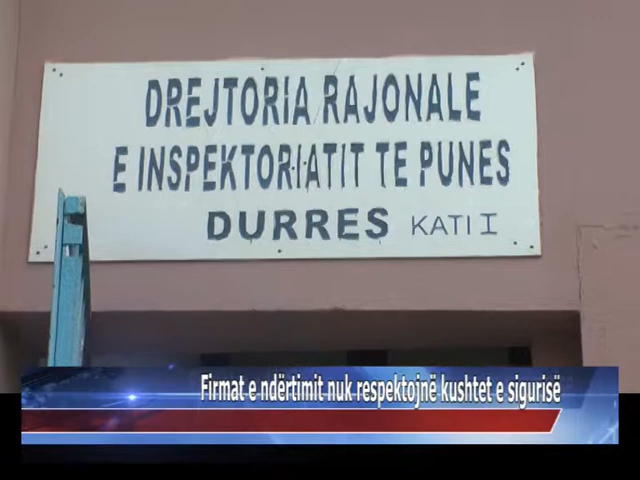 DREJTORIA RAJONALE
E INSPEKTORIATIT TE PUNES
DURRES KATI I
Firmat e ndërtimit nuk respektojnë kushtet e sigurisë